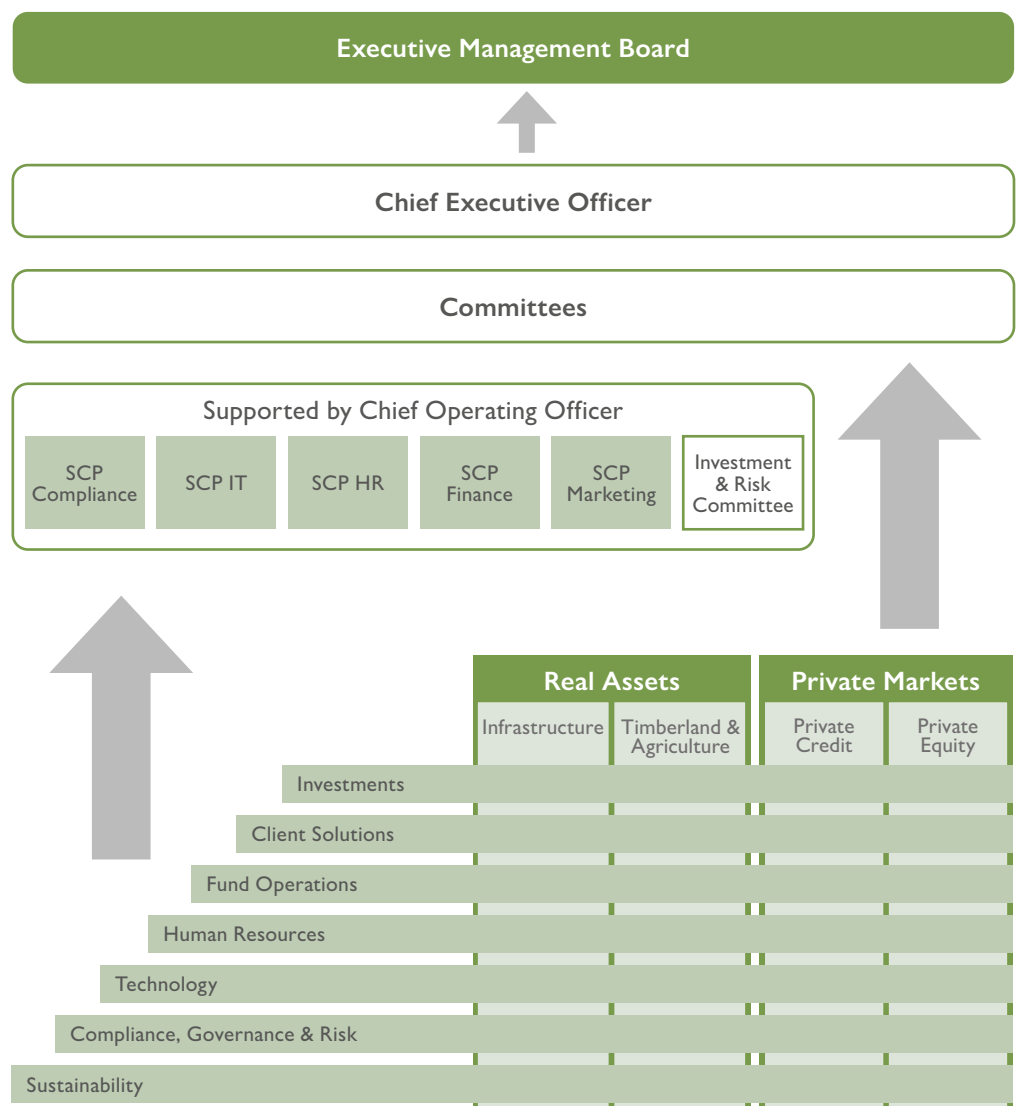 Executive Management Board
Chief Executive Officer
Committees
Supported by Chief Operating Officer
SCP
Compliance
SCP IT
SCP HR
SCP
Finance
SCP
Marketing
Investment
& Risk
Committee
Real Assets
Private Markets
Infrastructure
Timberland &
Agriculture
Private
Credit
Private
Equity
Investments
Client Solutions
Fund Operations
Human Resources
Technology
Compliance, Governance & Risk
Sustainability